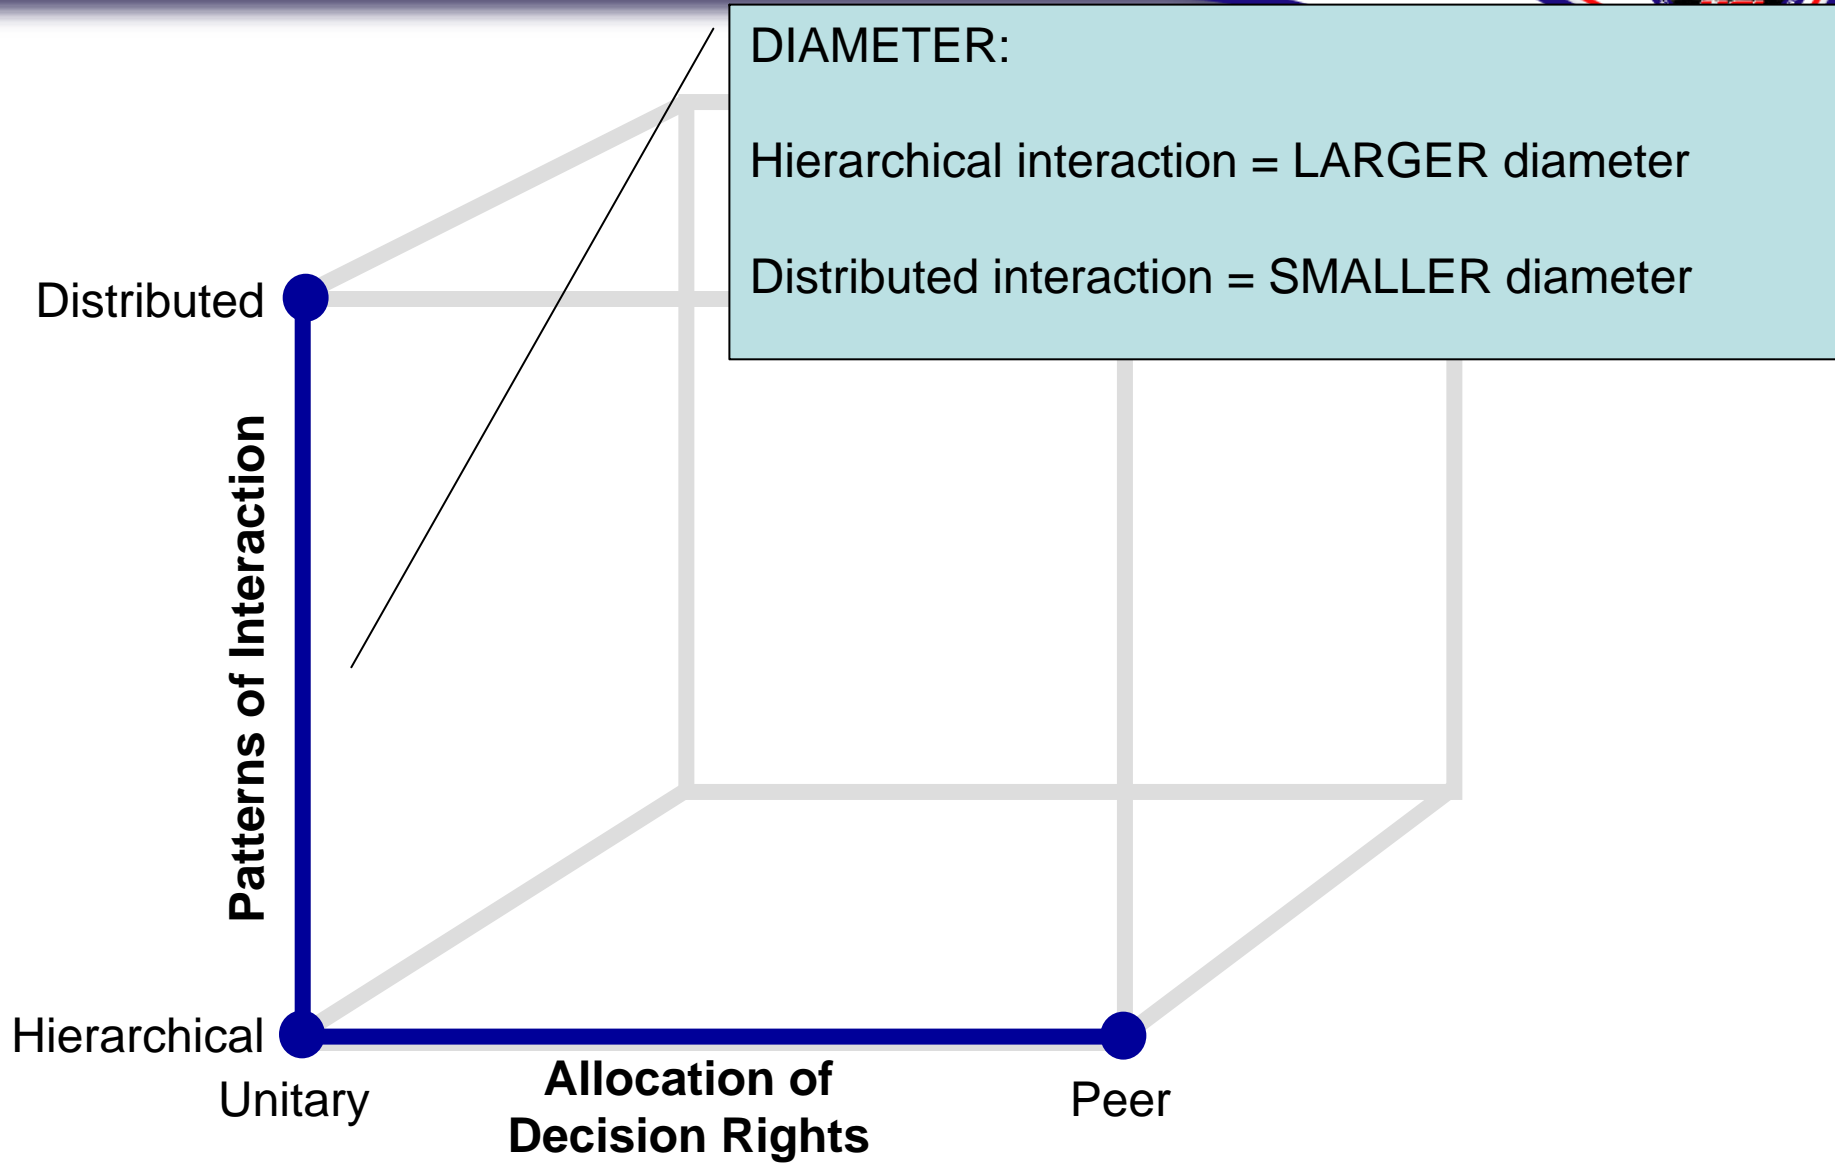 DIAMETER:
Hierarchical interaction = LARGER diameter
Distributed interaction = SMALLER diameter
Distributed
Patterns of Interaction
Hierarchical
Unitary
Allocation of
Decision Rights
Peer